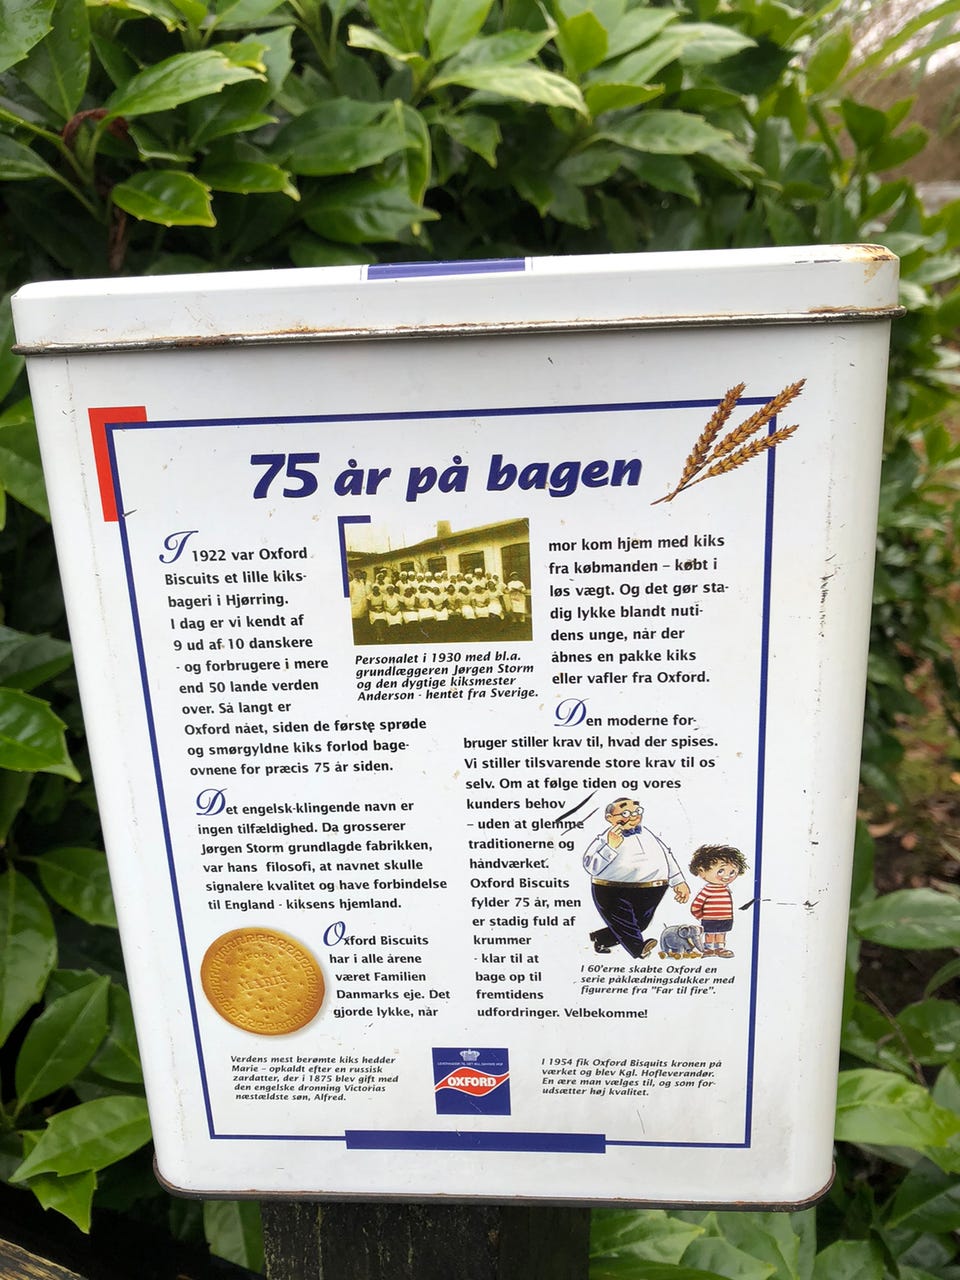 75 år på bagen
I 1922 var Oxford
Biscuits et lille kiks-
bageri i Hjørring.
I dag er vi kendt af
9 ud af 10 danskere
- og forbrugere i mere
end 50 lande verden
over. Så langt er
Oxford nået, siden de første sprøde
og smørgyldne kiks forlod bage-
ovnene for præcis 75 år siden.
Det engelsk-klingende navn er
ingen tilfældighed. Da grosserer
Jørgen Storm grundlagde fabrikken,
var hans filosofi, at navnet skulle
signalere kvalitet og have forbindelse
til England - kiksens hjemland.
Oxford Biscuits
har i alle årene
været Familien
Danmarks eje. Det
gjorde lykke, når
Personalet i 1930 med bl.a.
grundlæggeren Jørgen Storm
og den dygtige kiksmester
Anderson - hentet fra Sverige.
mor kom hjem med kiks
fra købmanden – købt i
løs vægt. Og det gør sta-
dig lykke blandt nuti-
dens unge, når der
åbnes en pakke kiks
eller vafler fra Oxford.
Den moderne for-
bruger stiller krav til, hvad der spises.
Vi stiller tilsvarende store krav til os
selv. Om at følge tiden og vores
kunders behov
– uden at glemme
traditionerne og
håndværket.
Oxford Biscuits
fylder 75 år, men
er stadig fuld af
krummer
- klar til at
bage op til
fremtidens
udfordringer. Velbekomme!
I 60'erne skabte Oxford en
serie påklædningsdukker med
figurerne fra "Far til fire".
MARIE
Verdens mest berømte kiks hedder
Marie – opkaldt efter en russisk
zardatter, der i 1875 blev gift med
den engelske dronning Victorias
næstældste søn, Alfred.
OXFORD
I 1954 fik Oxford Bisquits kronen på
værket og blev Kgl. Hofleverandør.
En ære man vælges til, og som for-
udsætter høj kvalitet.